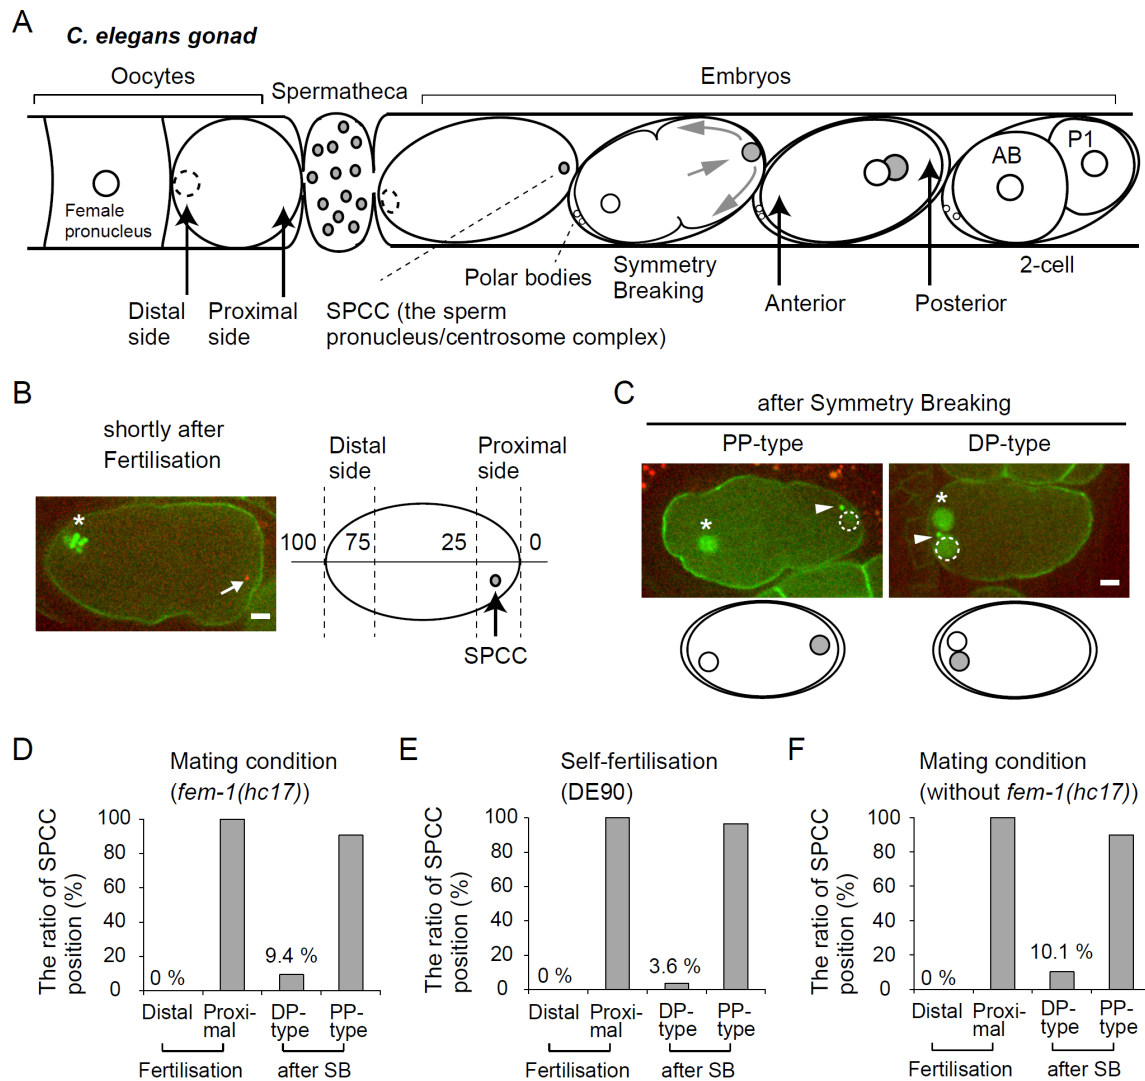 A
C. elegans gonad
Oocytes
Spermatheca
Embryos
Female
pronucleus
AB
P1
Polar bodies
Symmetry
Breaking
2-cell
Distal
side
Proximal
side
SPCC (the sperm
pronucleus/centrosome complex)
Anterior
Posterior
B
shortly after
Fertilisation
*
Distal
side
Proximal
side
100
75
25
0
SPCC
C
after Symmetry Breaking
PP-type
DP-type
*
*
D
Mating condition
(fem-1(hc17))
The ratio of SPCC
position (%)
100
80
60
40
20
0
0 %
9.4 %
Distal
Proxi-
mal
DP-
type
PP-
type
Fertilisation
after SB
E
Self-fertilisation
(DE90)
The ratio of SPCC
position (%)
100
80
60
40
20
0
0 %
3.6 %
Distal
Proxi-
mal
DP-
type
PP-
type
Fertilisation
after SB
F
Mating condition
(without fem-1(hc17))
The ratio of SPCC
position (%)
100
80
60
40
20
0
0 %
10.1 %
Distal
Proxi-
mal
DP-
type
PP-
type
Fertilisation
after SB